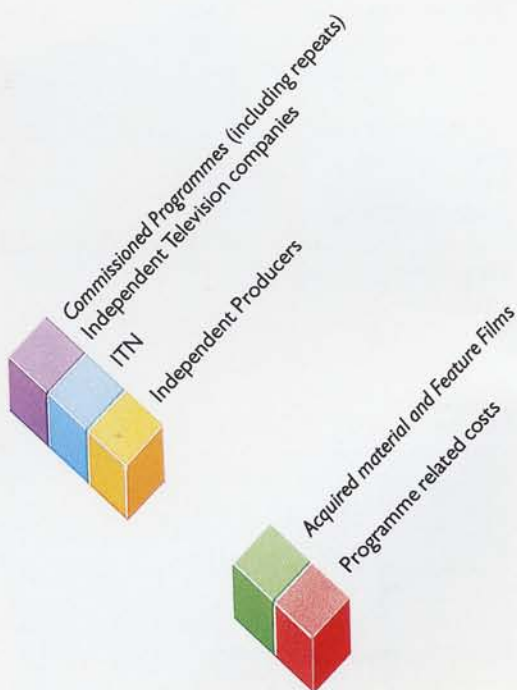 Commissioned Programmes (including repeats)
Independent Television companies
ITN
Independent Producers
Acquired material and Feature Films
Programme related costs